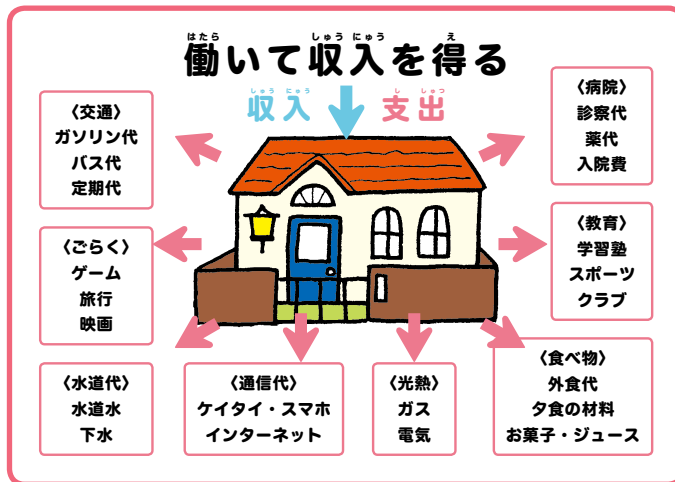 はたら しゅう にゅう え
働いて収入を得る
しゅう にゅう し しゅつ
収入 支出
〈交通〉
ガソリン代
バス代
定期代
〈病院〉
診察代
薬代
入院費
〈ごらく〉
ゲーム
旅行
映画
〈教育〉
学習塾
スポーツ
クラブ
〈水道代〉
水道水
下水
〈通信代〉
ケイタイ・スマホ
インターネット
〈光熱〉
ガス
電気
〈食べ物〉
外食代
夕食の材料
お菓子・ジュース